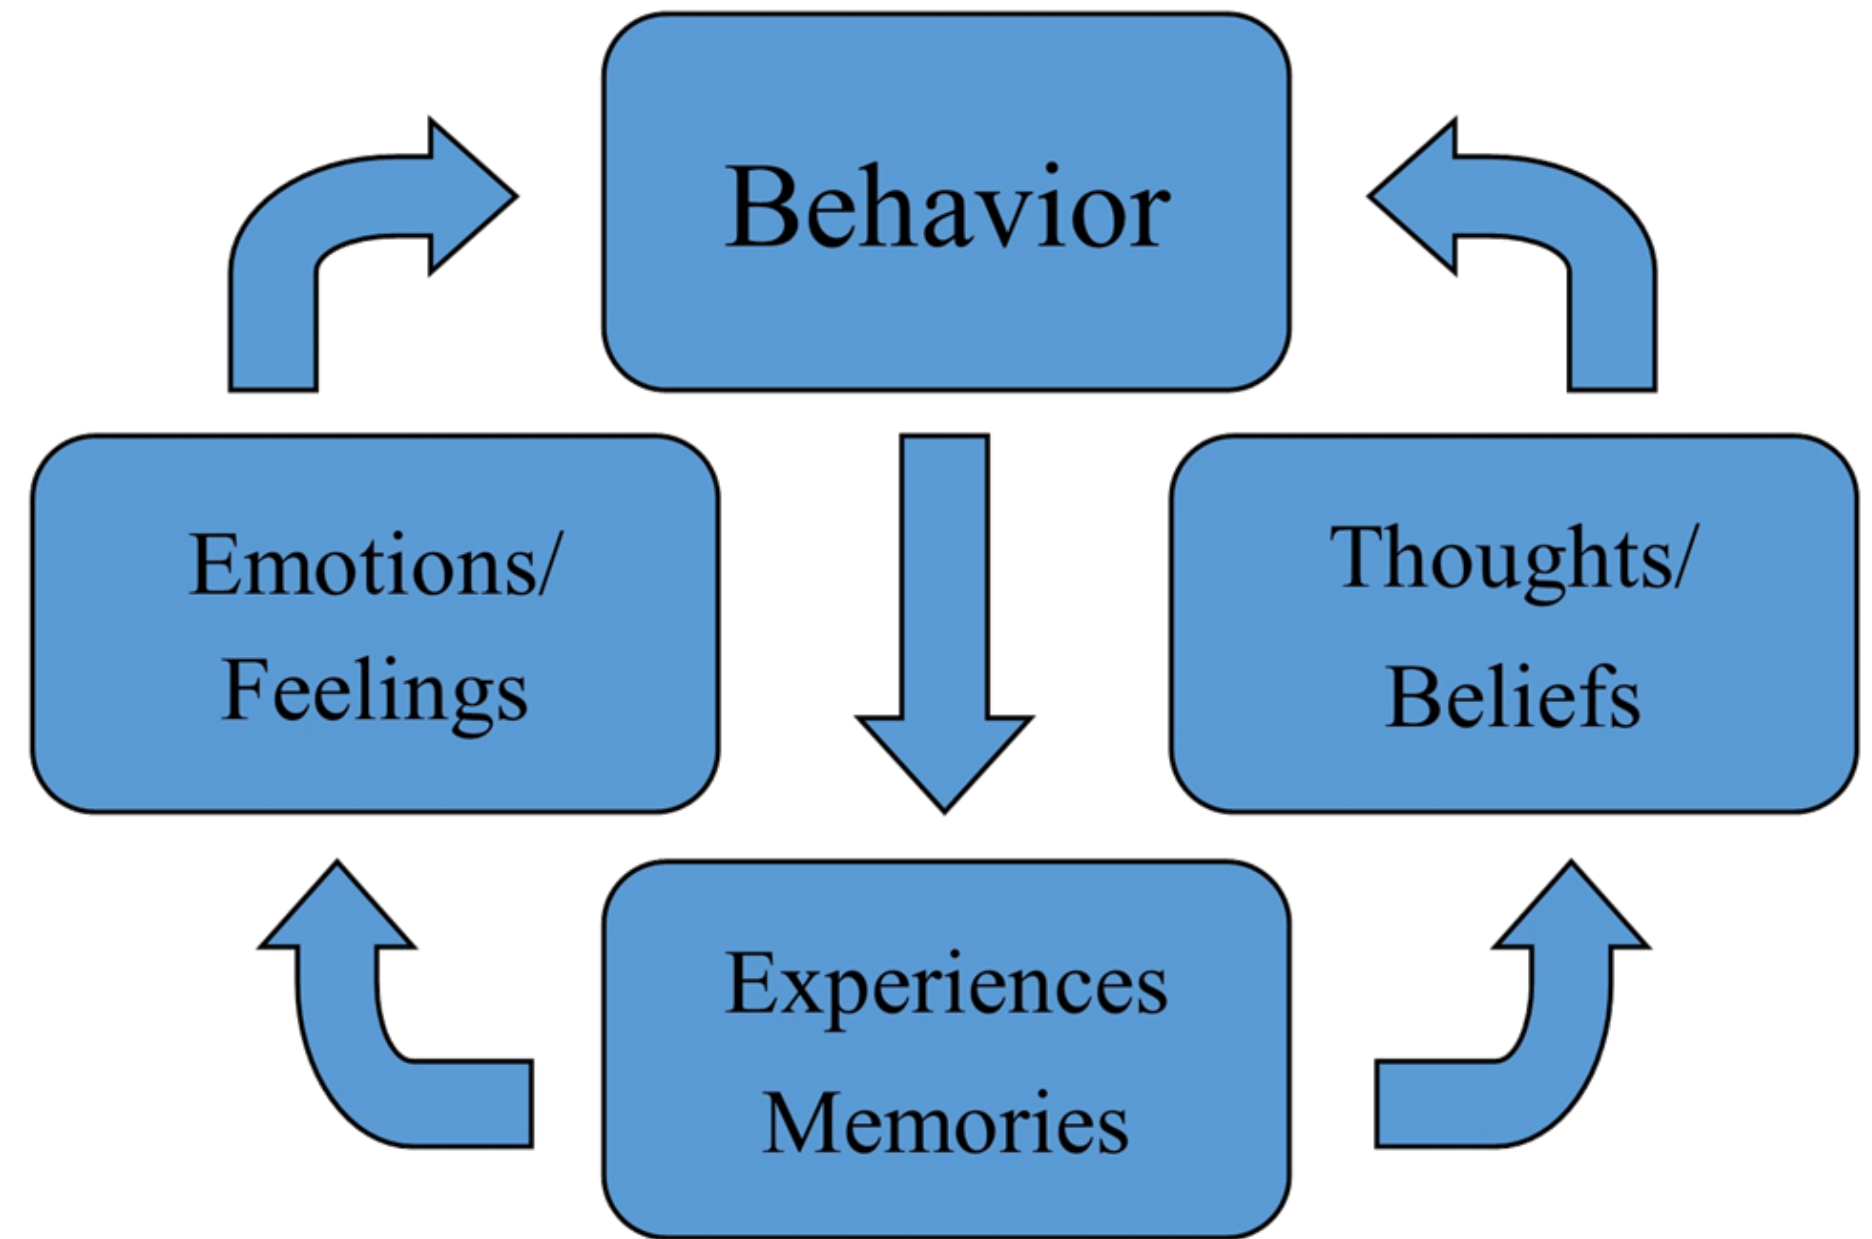 Behavior
Emotions/
Feelings
Thoughts/
Beliefs
Experiences
Memories